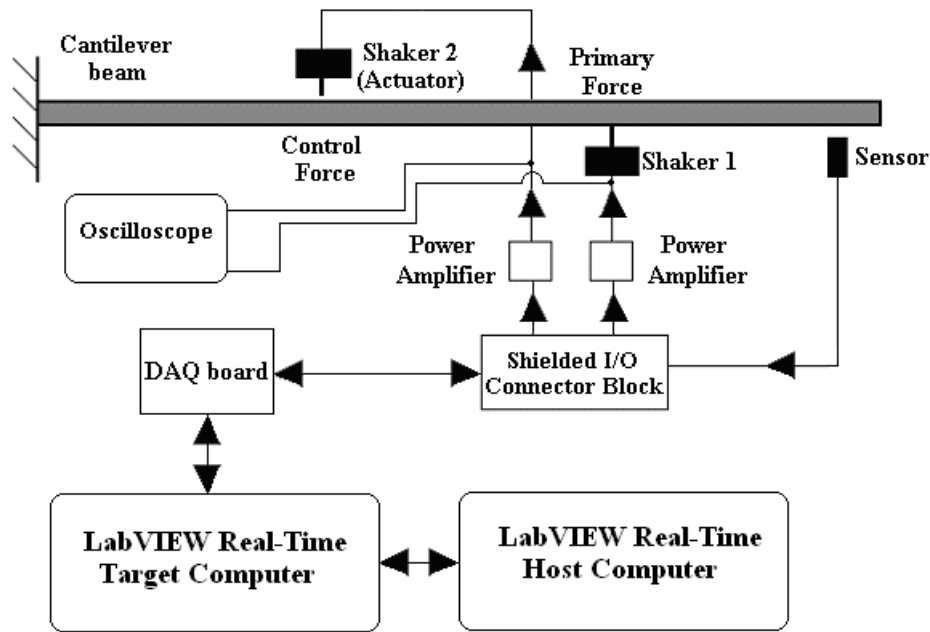 Cantilever
beam
Shaker 2
(Actuator)
Primary
Force
Control
Force
Shaker 1
Sensor
Oscilloscope
Power
Amplifier
Power
Amplifier
DAQ board
Shielded I/O
Connector Block
LabVIEW Real-Time
Target Computer
LabVIEW Real-Time
Host Computer